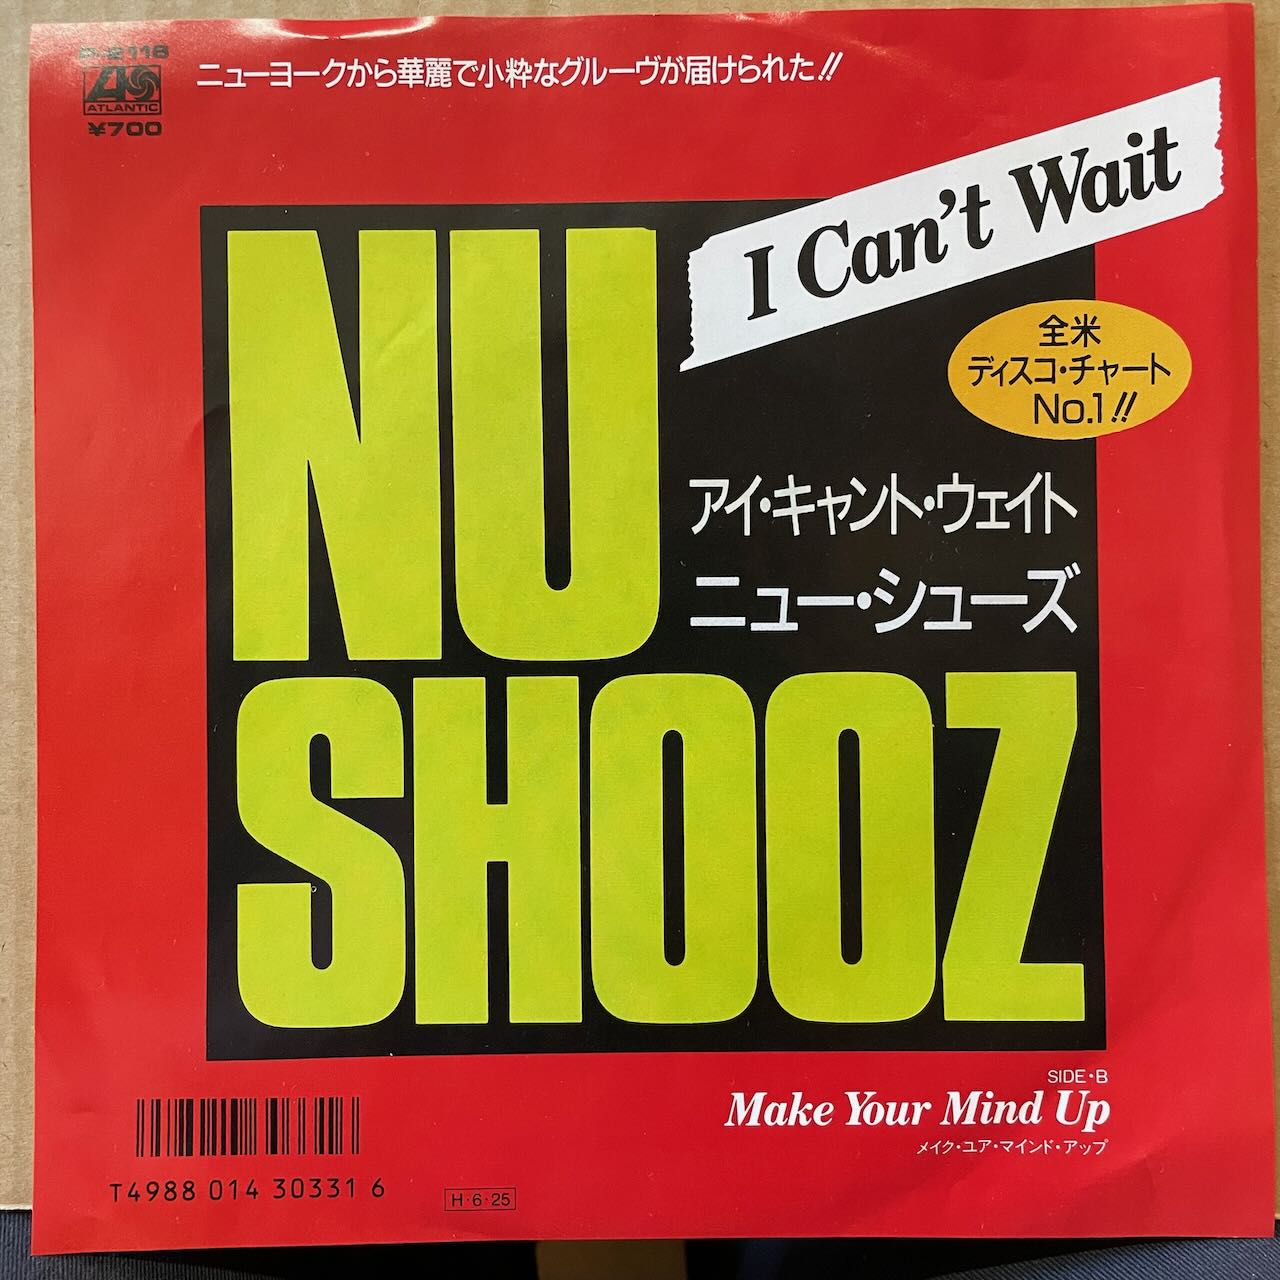 P-2118
ATLANTIC
¥700
ニューヨークから華麗で小粋なグルーヴが届けられた!!
I Can't Wait
全米
ディスコ・チャート
No.1!!
アイ・キャント・ウェイト
ニュー・シューズ
NU
SHOOZ
SIDE・B
Make Your Mind Up
メイク・ユア・マインド・アップ
T4988 014 30331 6
H・6・25